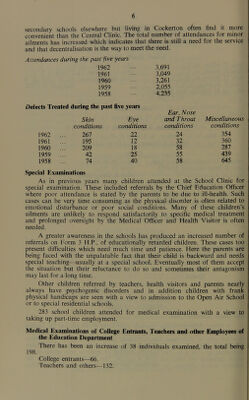 6
secondary schools elsewhere but living in Cockerton often find it more
convenient than the Central Clinic. The total number of attendances for minor
ailments has increased which indicates that there is still a need for the service
and that decentralisation is the way to meet the need.
Attendances during the past five years
1962 ... 3,691
1961 ... 3,049
1960 ... 3,261
1959 ... 2,055
1958 ... 4,235
Defects Treated during the past five years
Ear, Nose
Skin Eye and Throat Miscellaneous
conditions conditions conditions conditions
1962 ... 267 22 24 354
1961 ... 195 12 32 360
1960 ... 209 18 58 287
1959 ... 42 25 57 439
1958 ... 74 40 58 645
Special Examinations
As in previous years many children attended at the School Clinic for
special examination. These included referrals by the Chief Education Officer
where poor attendance is stated by the parents to be due to ill-health. Such
cases can be very time consuming as the physical disorder is often related to
emotional disturbance or poor social conditions. Many of these children's
ailments are unlikely to respond satisfactorily to specific medical treatment
and prolonged oversight by the Medical Officer and Health Visitor is often
needed.
A greater awareness in the schools has produced an increased number of
referrals on Form 3 H.P., of educationally retarded children. These cases too
present difficulties which need much time and patience. Here the parents are
being faced with the unpalatable fact that their child is backward and needs
special teaching—usually at a special school. Eventually most of them accept
the situation but their reluctance to do so and sometimes their antagonism
may last for a long time.
Other children referred by teachers, health visitors and parents nearly
always have psychogenic disorders and in addition children with frank
physical handicaps are seen with a view to admission to the Open Air School
or to special residential schools.
283 school children attended for medical examination with a view to
taking up part-time employment.
Medical Examinations of College Entrants, Teachers and other Employees of
the Education Department
There has been an increase of 38 individuals examined, the total being
198.
College entrants—66.
Teachers and others—132.